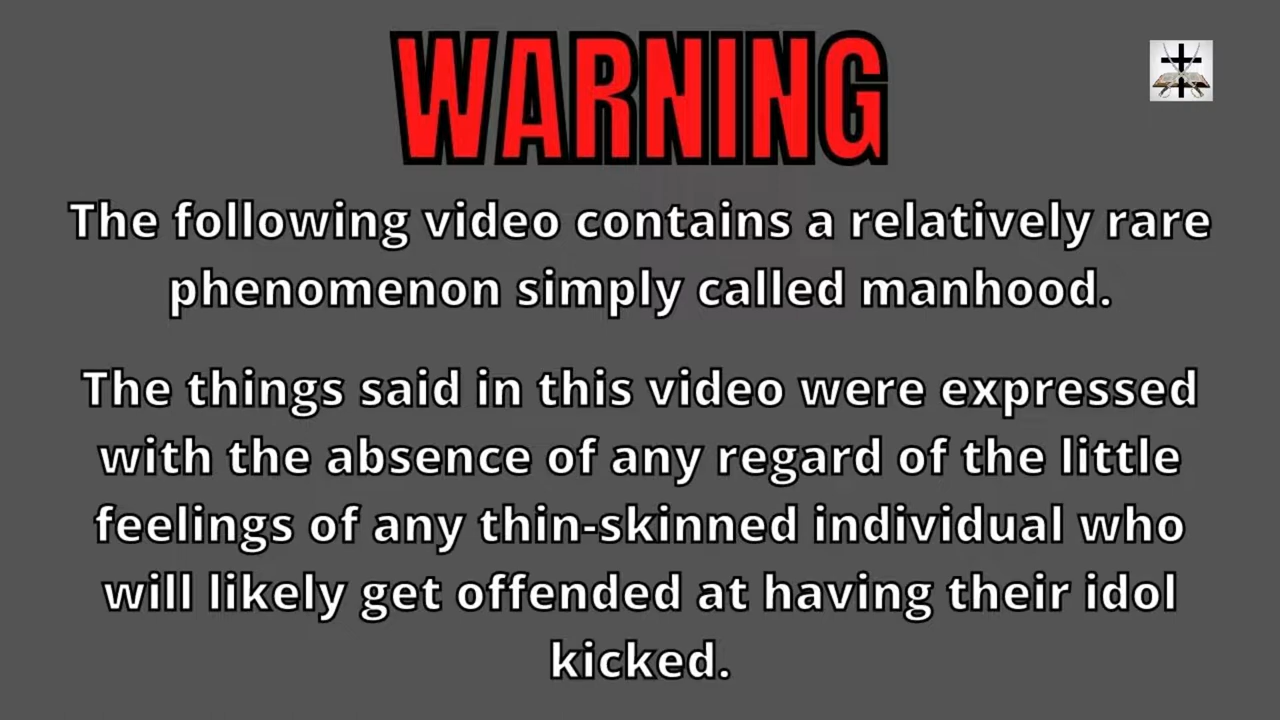 WARNING
The following video contains a relatively rare
phenomenon simply called manhood.
The things said in this video were expressed
with the absence of any regard of the little
feelings of any thin-skinned individual who
will likely get offended at having their idol
kicked.